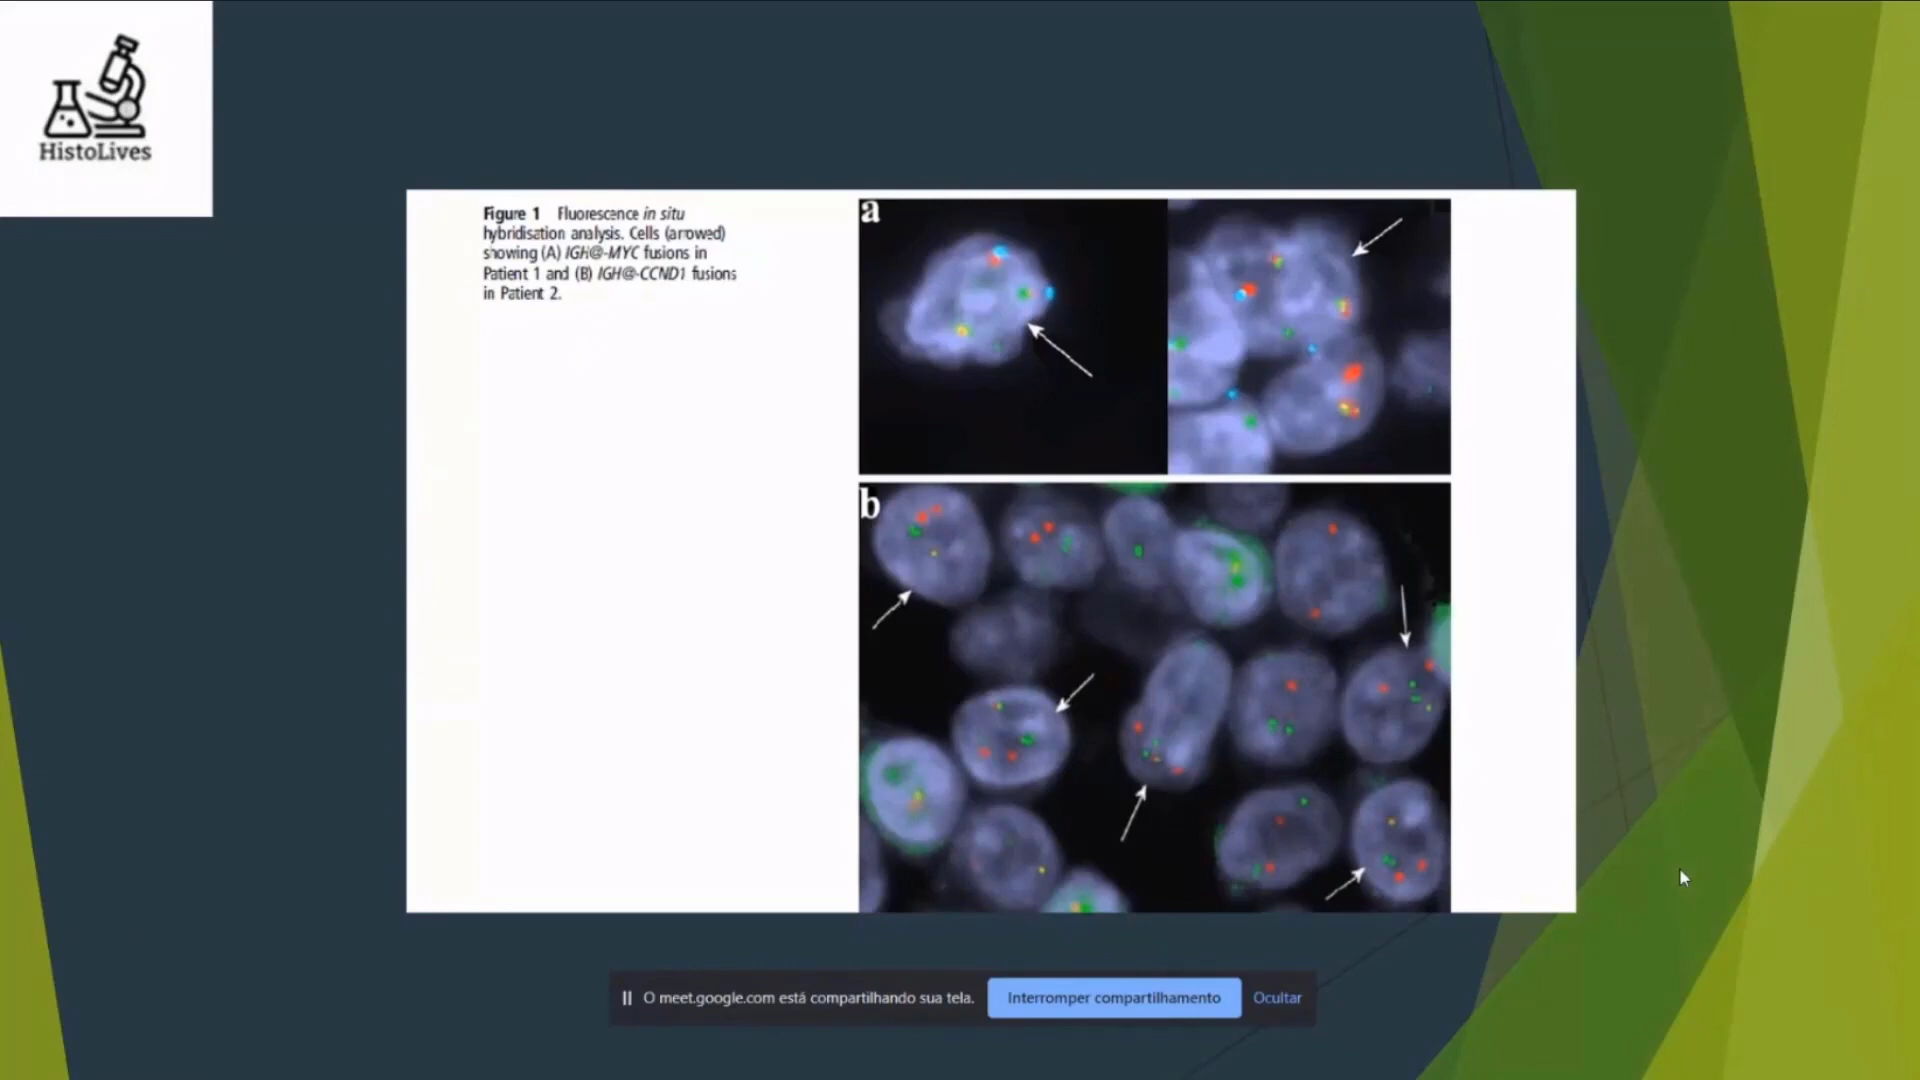 HistoLives
Figure 1 Fluorescence in situ
hybridisation analysis. Cells (arrowed)
showing (A) IGH@-MYC fusions in
Patient 1 and (B) IGH@-CCND1 fusions
in Patient 2.
a
b
O meet.google.com está compartilhando sua tela.
Interromper compartilhamento
Ocultar